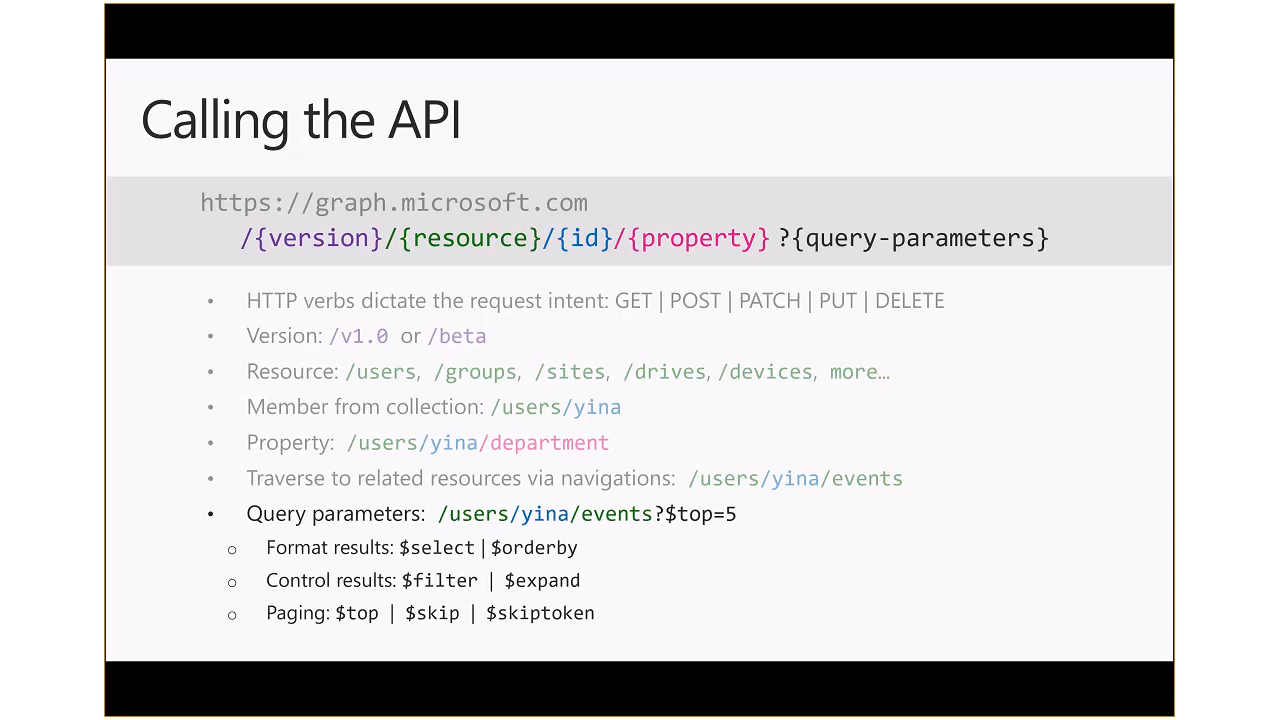 Calling the API
https://graph.microsoft.com
/{version}/{resource}/{id}/{property} ?{query-parameters}
• HTTP verbs dictate the request intent: GET | POST | PATCH | PUT | DELETE
• Version: /v1.0 or /beta
• Resource: /users, /groups, /sites, /drives, /devices, more…
• Member from collection: /users/yina
• Property: /users/yina/department
• Traverse to related resources via navigations: /users/yina/events
• Query parameters: /users/yina/events?$top=5
o Format results: $select | $orderby
o Control results: $filter | $expand
o Paging: $top | $skip | $skiptoken